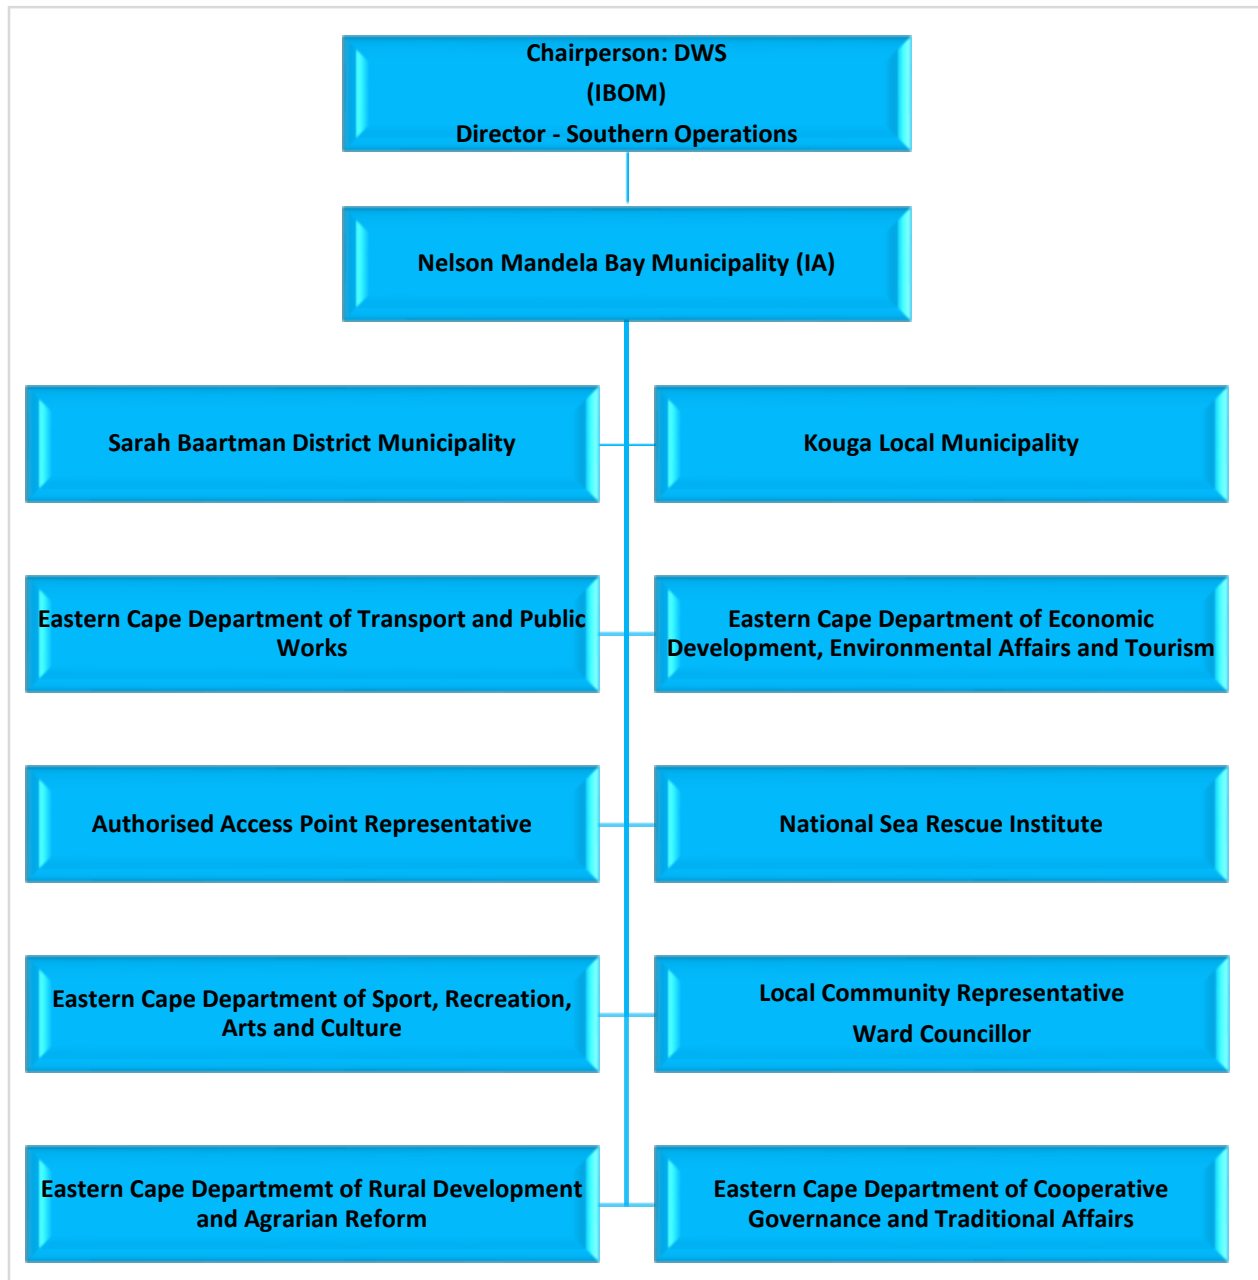 Chairperson: DWS
(IBOM)
Director - Southern Operations
Nelson Mandela Bay Municipality (IA)
Sarah Baartman District Municipality
Kouga Local Municipality
Eastern Cape Department of Transport and Public
Works
Eastern Cape Department of Economic
Development, Environmental Affairs and Tourism
Authorised Access Point Representative
National Sea Rescue Institute
Eastern Cape Department of Sport, Recreation,
Arts and Culture
Local Community Representative
Ward Councillor
Eastern Cape Departmemt of Rural Development
and Agrarian Reform
Eastern Cape Department of Cooperative
Governance and Traditional Affairs